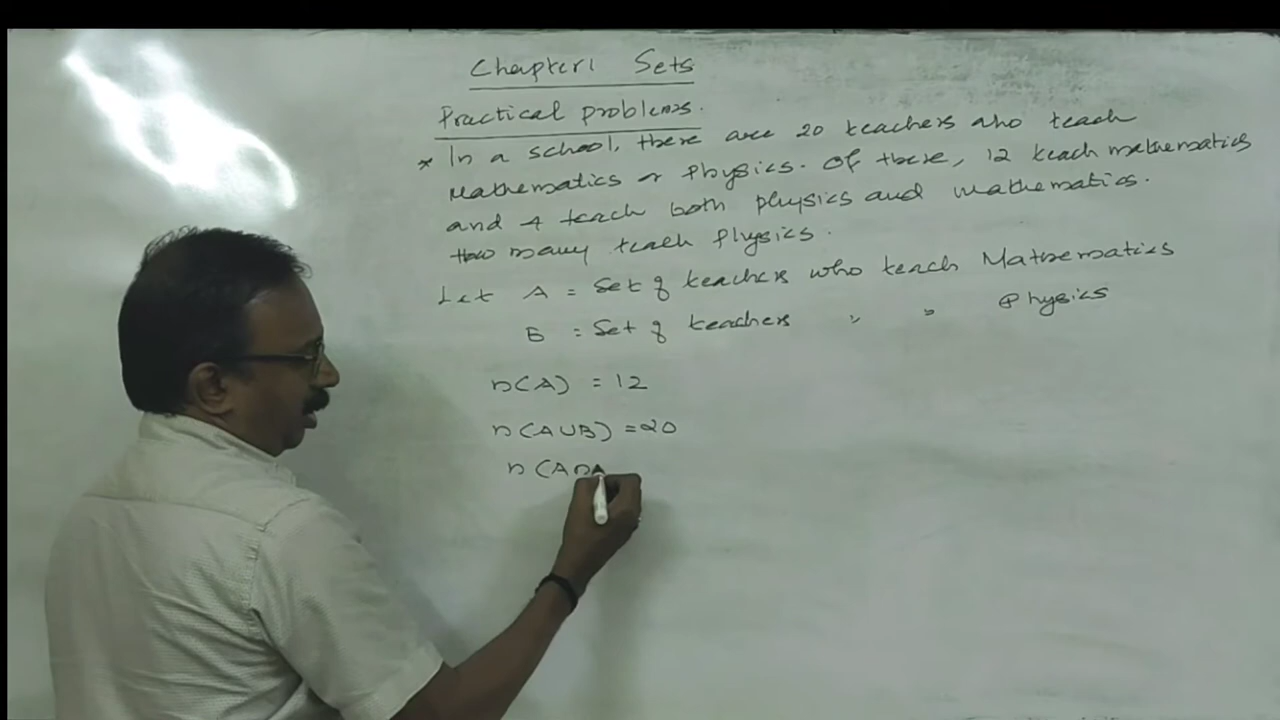 Chapter 1 Sets
Practical problems.
* In a school, there are 20 teachers who teach
Mathematics or Physics. Of these, 12 teach mathematics
and 4 teach both physics and mathematics.
How many teach Physics.
Let A = Set of teachers who teach Mathematics
B = Set of teachers " " Physics
n(A) = 12
n(A∪B) = 20
n(A∩